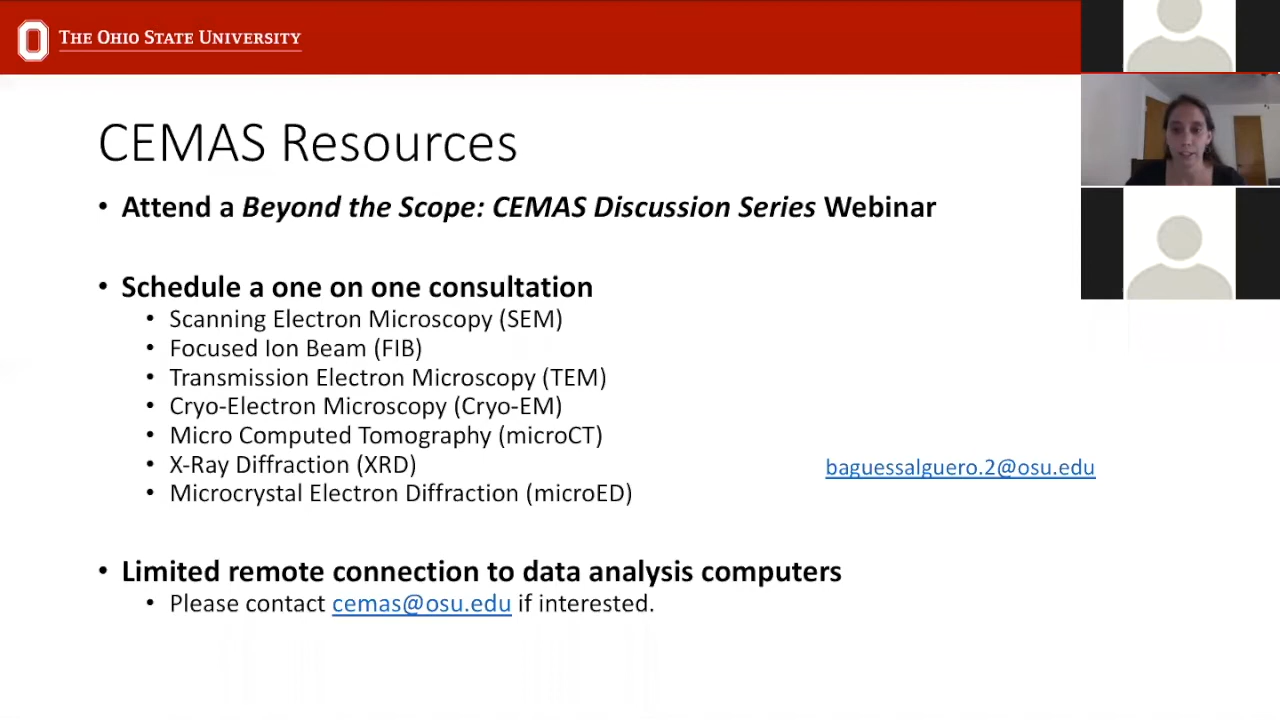 THE OHIO STATE UNIVERSITY
CEMAS Resources
• Attend a Beyond the Scope: CEMAS Discussion Series Webinar
• Schedule a one on one consultation
• Scanning Electron Microscopy (SEM)
• Focused Ion Beam (FIB)
• Transmission Electron Microscopy (TEM)
• Cryo-Electron Microscopy (Cryo-EM)
• Micro Computed Tomography (microCT)
• X-Ray Diffraction (XRD)
baguessalguero.2@osu.edu
• Microcrystal Electron Diffraction (microED)
• Limited remote connection to data analysis computers
• Please contact cemas@osu.edu if interested.